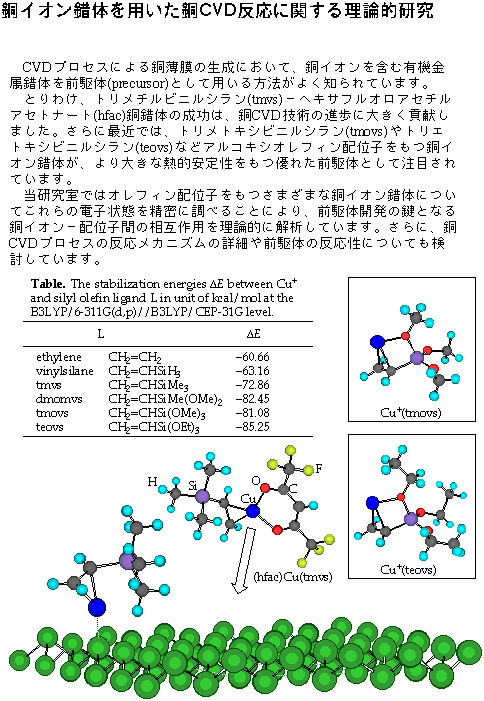 銅イオン錯体を用いた銅CVD反応に関する理論的研究
CVDプロセスによる銅薄膜の生成において、銅イオンを含む有機金
属錯体を前駆体(precursor)として用いる方法がよく知られています。
とりわけ、トリメチルビニルシラン(tmvs)－ヘキサフルオロアセチル
アセトナート(hfac)銅錯体の成功は、銅CVD技術の進歩に大きく貢献し
ました。さらに最近では、トリメトキシビニルシラン(tmovs)やトリエ
トキシビニルシラン(teovs)などアルコキシオレフィン配位子をもつ銅イ
オン錯体が、より大きな熱的安定性をもつ優れた前駆体として注目され
ています。
当研究室ではオレフィン配位子をもつさまざまな銅イオン錯体につい
てこれらの電子状態を精密に調べることにより、前駆体開発の鍵となる
銅イオン－配位子間の相互作用を理論的に解析しています。さらに、銅
CVDプロセスの反応メカニズムの詳細や前駆体の反応性についても検
討しています。
Table. The stabilization energies ΔE between Cu⁺
and silyl olefin ligand L in unit of kcal/mol at the
B3LYP/6-311G(d,p)//B3LYP/CEP-31G level.
L ΔE
ethylene CH₂=CH₂ −60.66
vinylsilane CH₂=CHSiH₃ −63.16
tmvs CH₂=CHSiMe₃ −72.86
dmomvs CH₂=CHSiMe(OMe)₂ −82.45
tmovs CH₂=CHSi(OMe)₃ −81.08
teovs CH₂=CHSi(OEt)₃ −85.25
Cu⁺(tmovs)
Cu⁺(teovs)
H
Si
Cu
O
C
F
(hfac)Cu(tmvs)